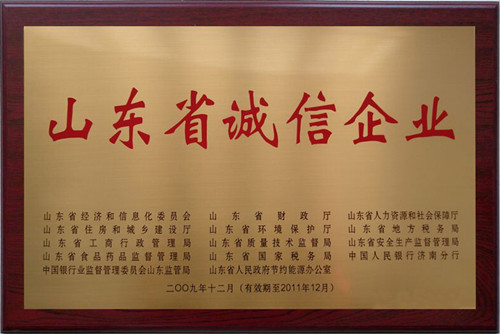 山东省诚信企业
山东省经济和信息化委员会 山东省财政厅 山东省人力资源和社会保障厅
山东省住房和城乡建设厅 山东省环境保护厅 山东省地方税务局
山东省工商行政管理局 山东省质量技术监督局 山东省安全生产监督管理局
山东省食品药品监督管理局 山东省国家税务局 中国人民银行济南分行
中国银行业监督管理委员会山东监管局 山东省人民政府节约能源办公室
二〇〇九年十二月（有效期至2011年12月）